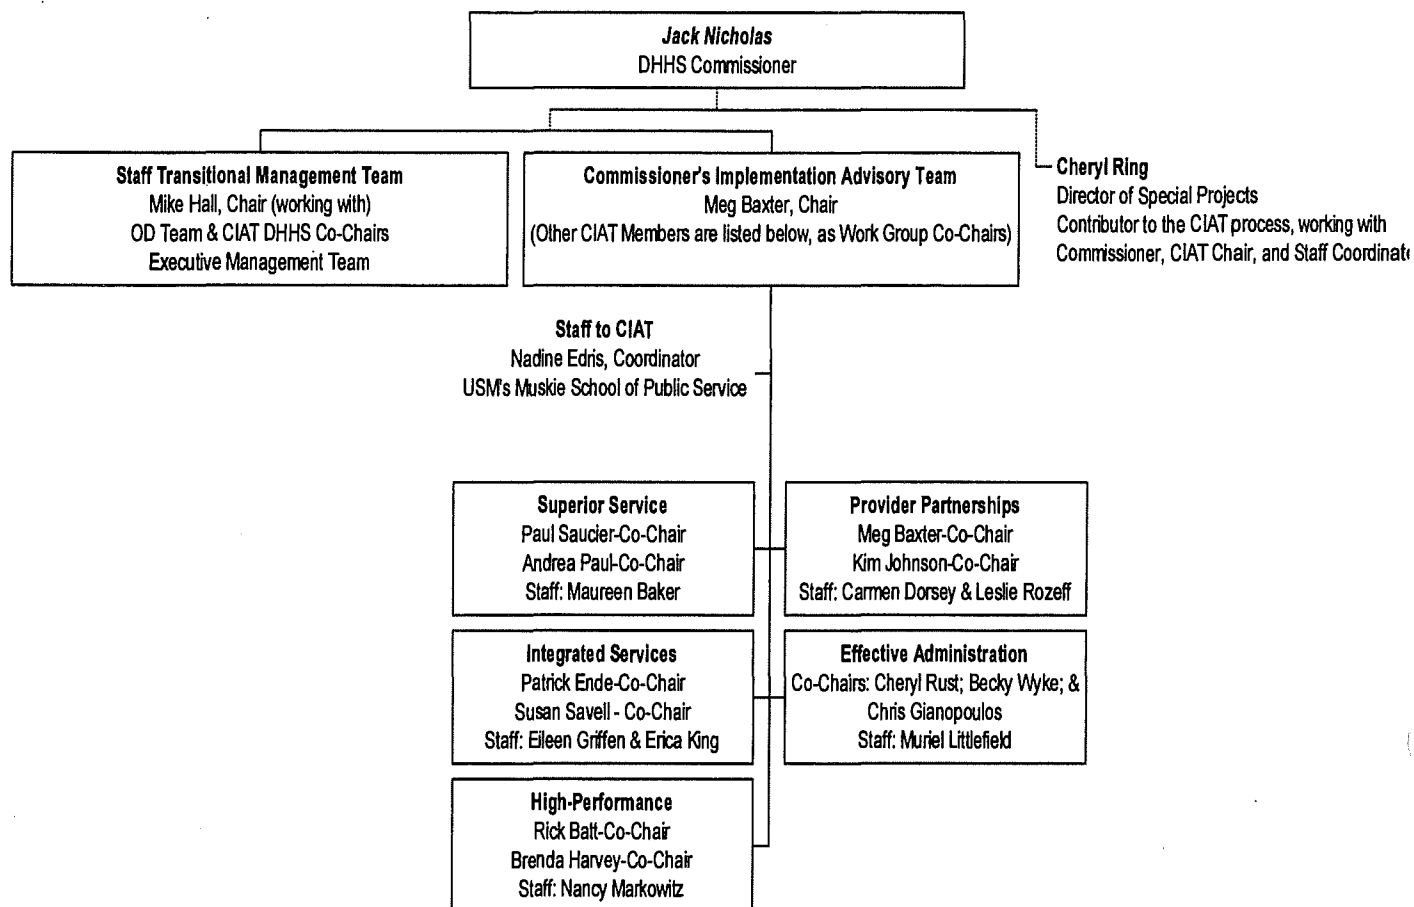 Jack Nicholas
DHHS Commissioner
Staff Transitional Management Team
Mike Hall, Chair (working with)
OD Team & CIAT DHHS Co-Chairs
Executive Management Team
Commissioner's Implementation Advisory Team
Meg Baxter, Chair
(Other CIAT Members are listed below, as Work Group Co-Chairs)
Cheryl Ring
Director of Special Projects
Contributor to the CIAT process, working with
Commissioner, CIAT Chair, and Staff Coordinat
Staff to CIAT
Nadine Edris, Coordinator
USM's Muskie School of Public Service
Superior Service
Paul Saucier-Co-Chair
Andrea Paul-Co-Chair
Staff: Maureen Baker
Provider Partnerships
Meg Baxter-Co-Chair
Kim Johnson-Co-Chair
Staff: Carmen Dorsey & Leslie Rozeff
Integrated Services
Patrick Ende-Co-Chair
Susan Savell - Co-Chair
Staff: Eileen Griffen & Erica King
Effective Administration
Co-Chairs: Cheryl Rust; Becky Wyke; &
Chris Gianopoulos
Staff: Muriel Littlefield
High-Performance
Rick Batt-Co-Chair
Brenda Harvey-Co-Chair
Staff: Nancy Markowitz